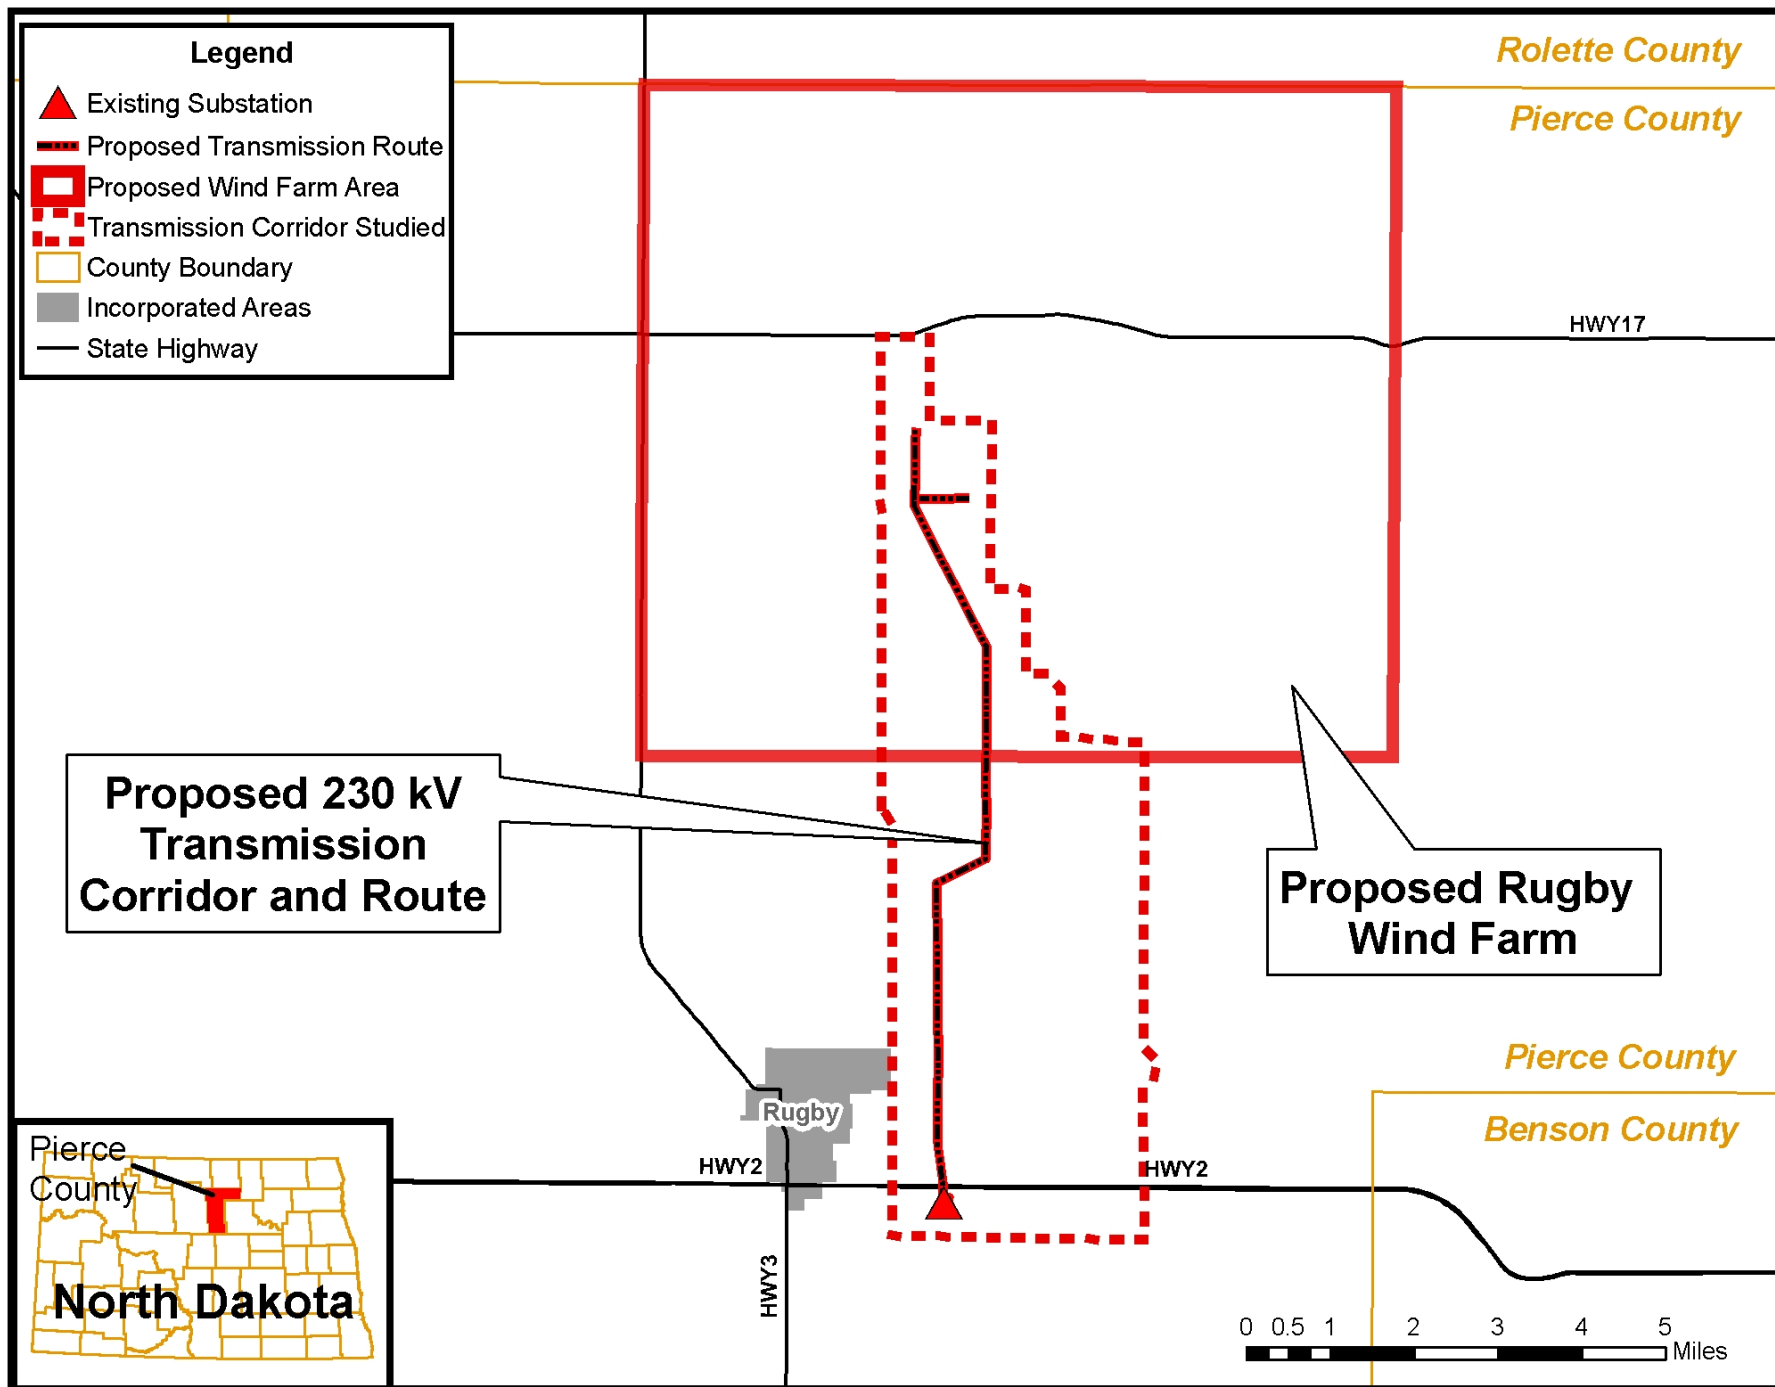 Legend
Existing Substation
Proposed Transmission Route
Proposed Wind Farm Area
Transmission Corridor Studied
County Boundary
Incorporated Areas
State Highway
Rolette County
Pierce County
HWY17
Proposed 230 kV
Transmission
Corridor and Route
Proposed Rugby
Wind Farm
Pierce County
Benson County
Rugby
HWY2
HWY2
HWY3
Pierce
County
North Dakota
0 0.5 1 2 3 4 5
Miles